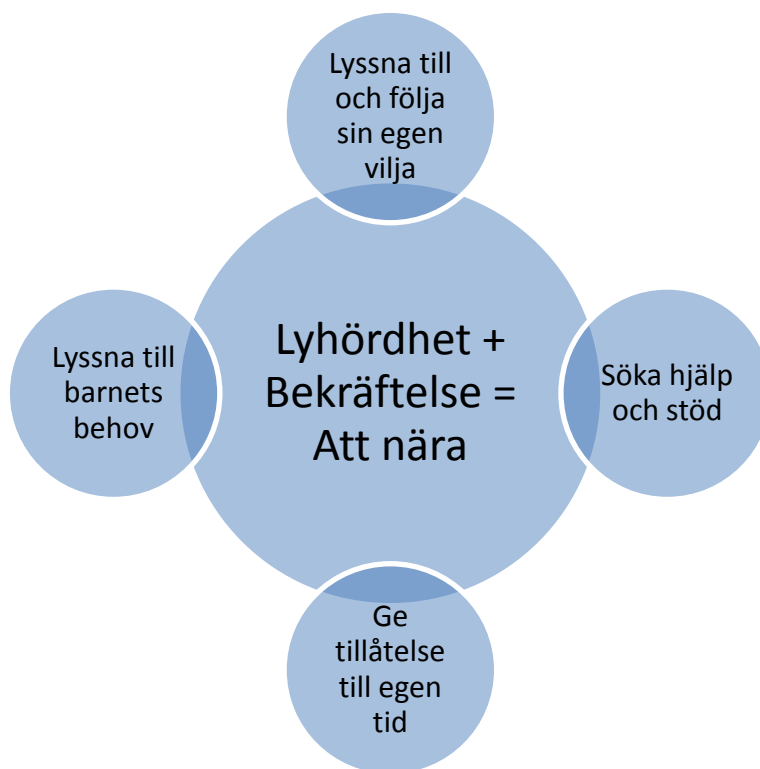 Lyssna till
och följa
sin egen
vilja
Lyhördhet +
Bekräftelse =
Att nära
Lyssna till
barnets
behov
Söka hjälp
och stöd
Ge
tillåtelse
till egen
tid